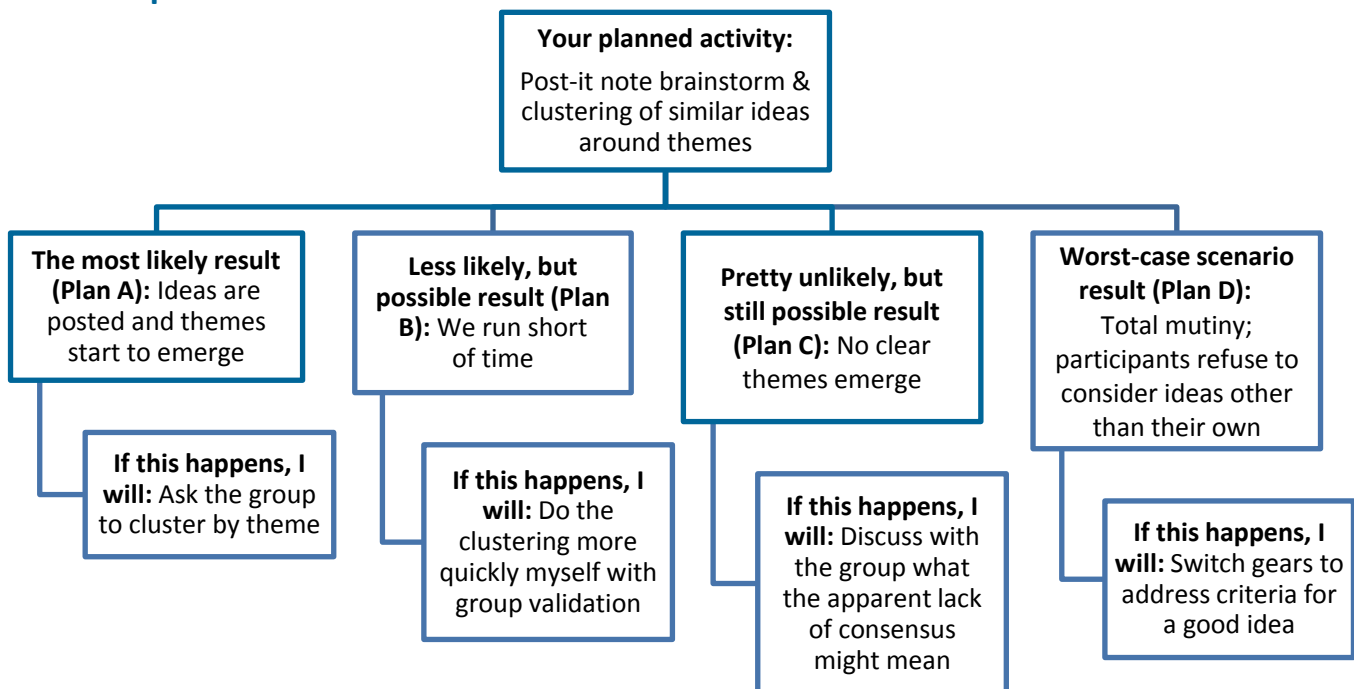 Your planned activity:
Post-it note brainstorm &
clustering of similar ideas
around themes
The most likely result
(Plan A): Ideas are
posted and themes
start to emerge
If this happens, I
will: Ask the group
to cluster by theme
Less likely, but
possible result (Plan
B): We run short
of time
If this happens, I
will: Do the
clustering more
quickly myself with
group validation
Pretty unlikely, but
still possible result
(Plan C): No clear
themes emerge
If this happens, I
will: Discuss with
the group what
the apparent lack
of consensus
might mean
Worst-case scenario
result (Plan D):
Total mutiny;
participants refuse to
consider ideas other
than their own
If this happens, I
will: Switch gears to
address criteria for
a good idea